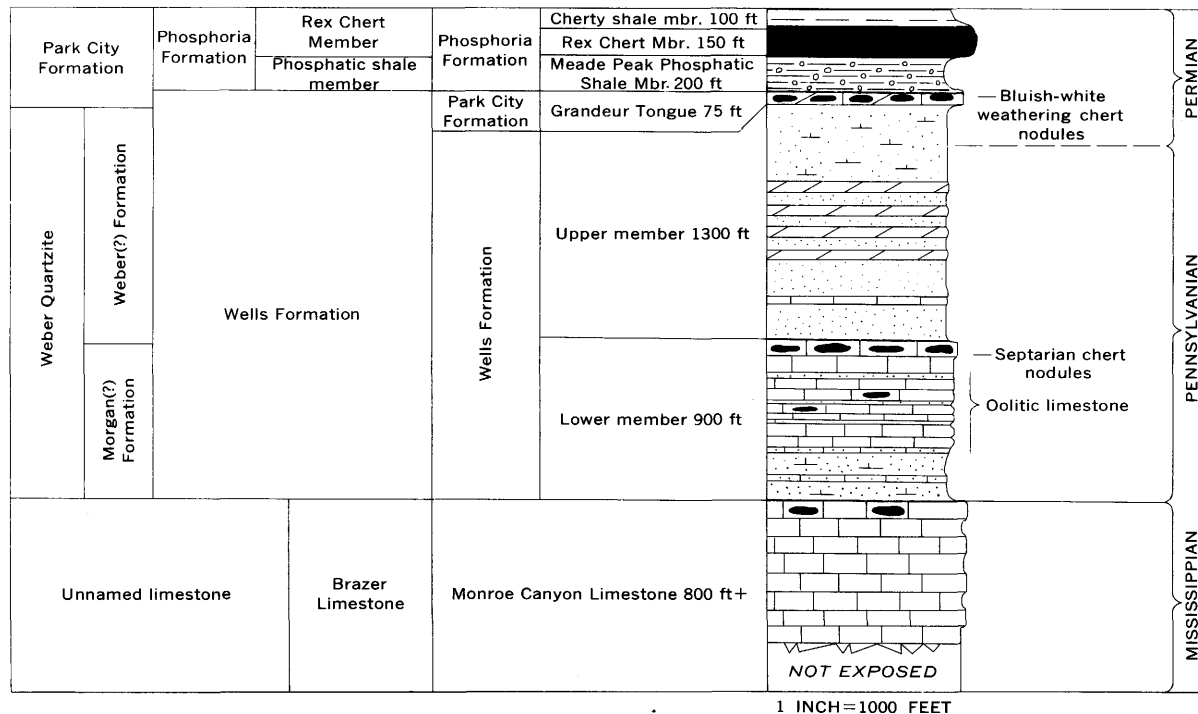 Park City
Formation
Phosphoria
Formation
Rex Chert
Member
Phosphatic shale
member
Phosphoria
Formation
Cherty shale mbr. 100 ft
Rex Chert Mbr. 150 ft
Meade Peak Phosphatic
Shale Mbr. 200 ft
Park City
Formation
Grandeur Tongue 75 ft
Weber Quartzite
Weber(?) Formation
Morgan(?)
Formation
Wells Formation
Wells Formation
Upper member 1300 ft
Lower member 900 ft
Unnamed limestone
Brazer
Limestone
Monroe Canyon Limestone 800 ft+
NOT EXPOSED
1 INCH=1000 FEET
Bluish-white
weathering chert
nodules
Septarian chert
nodules
Oolitic limestone
PERMIAN
PENNSYLVANIAN
MISSISSIPPIAN